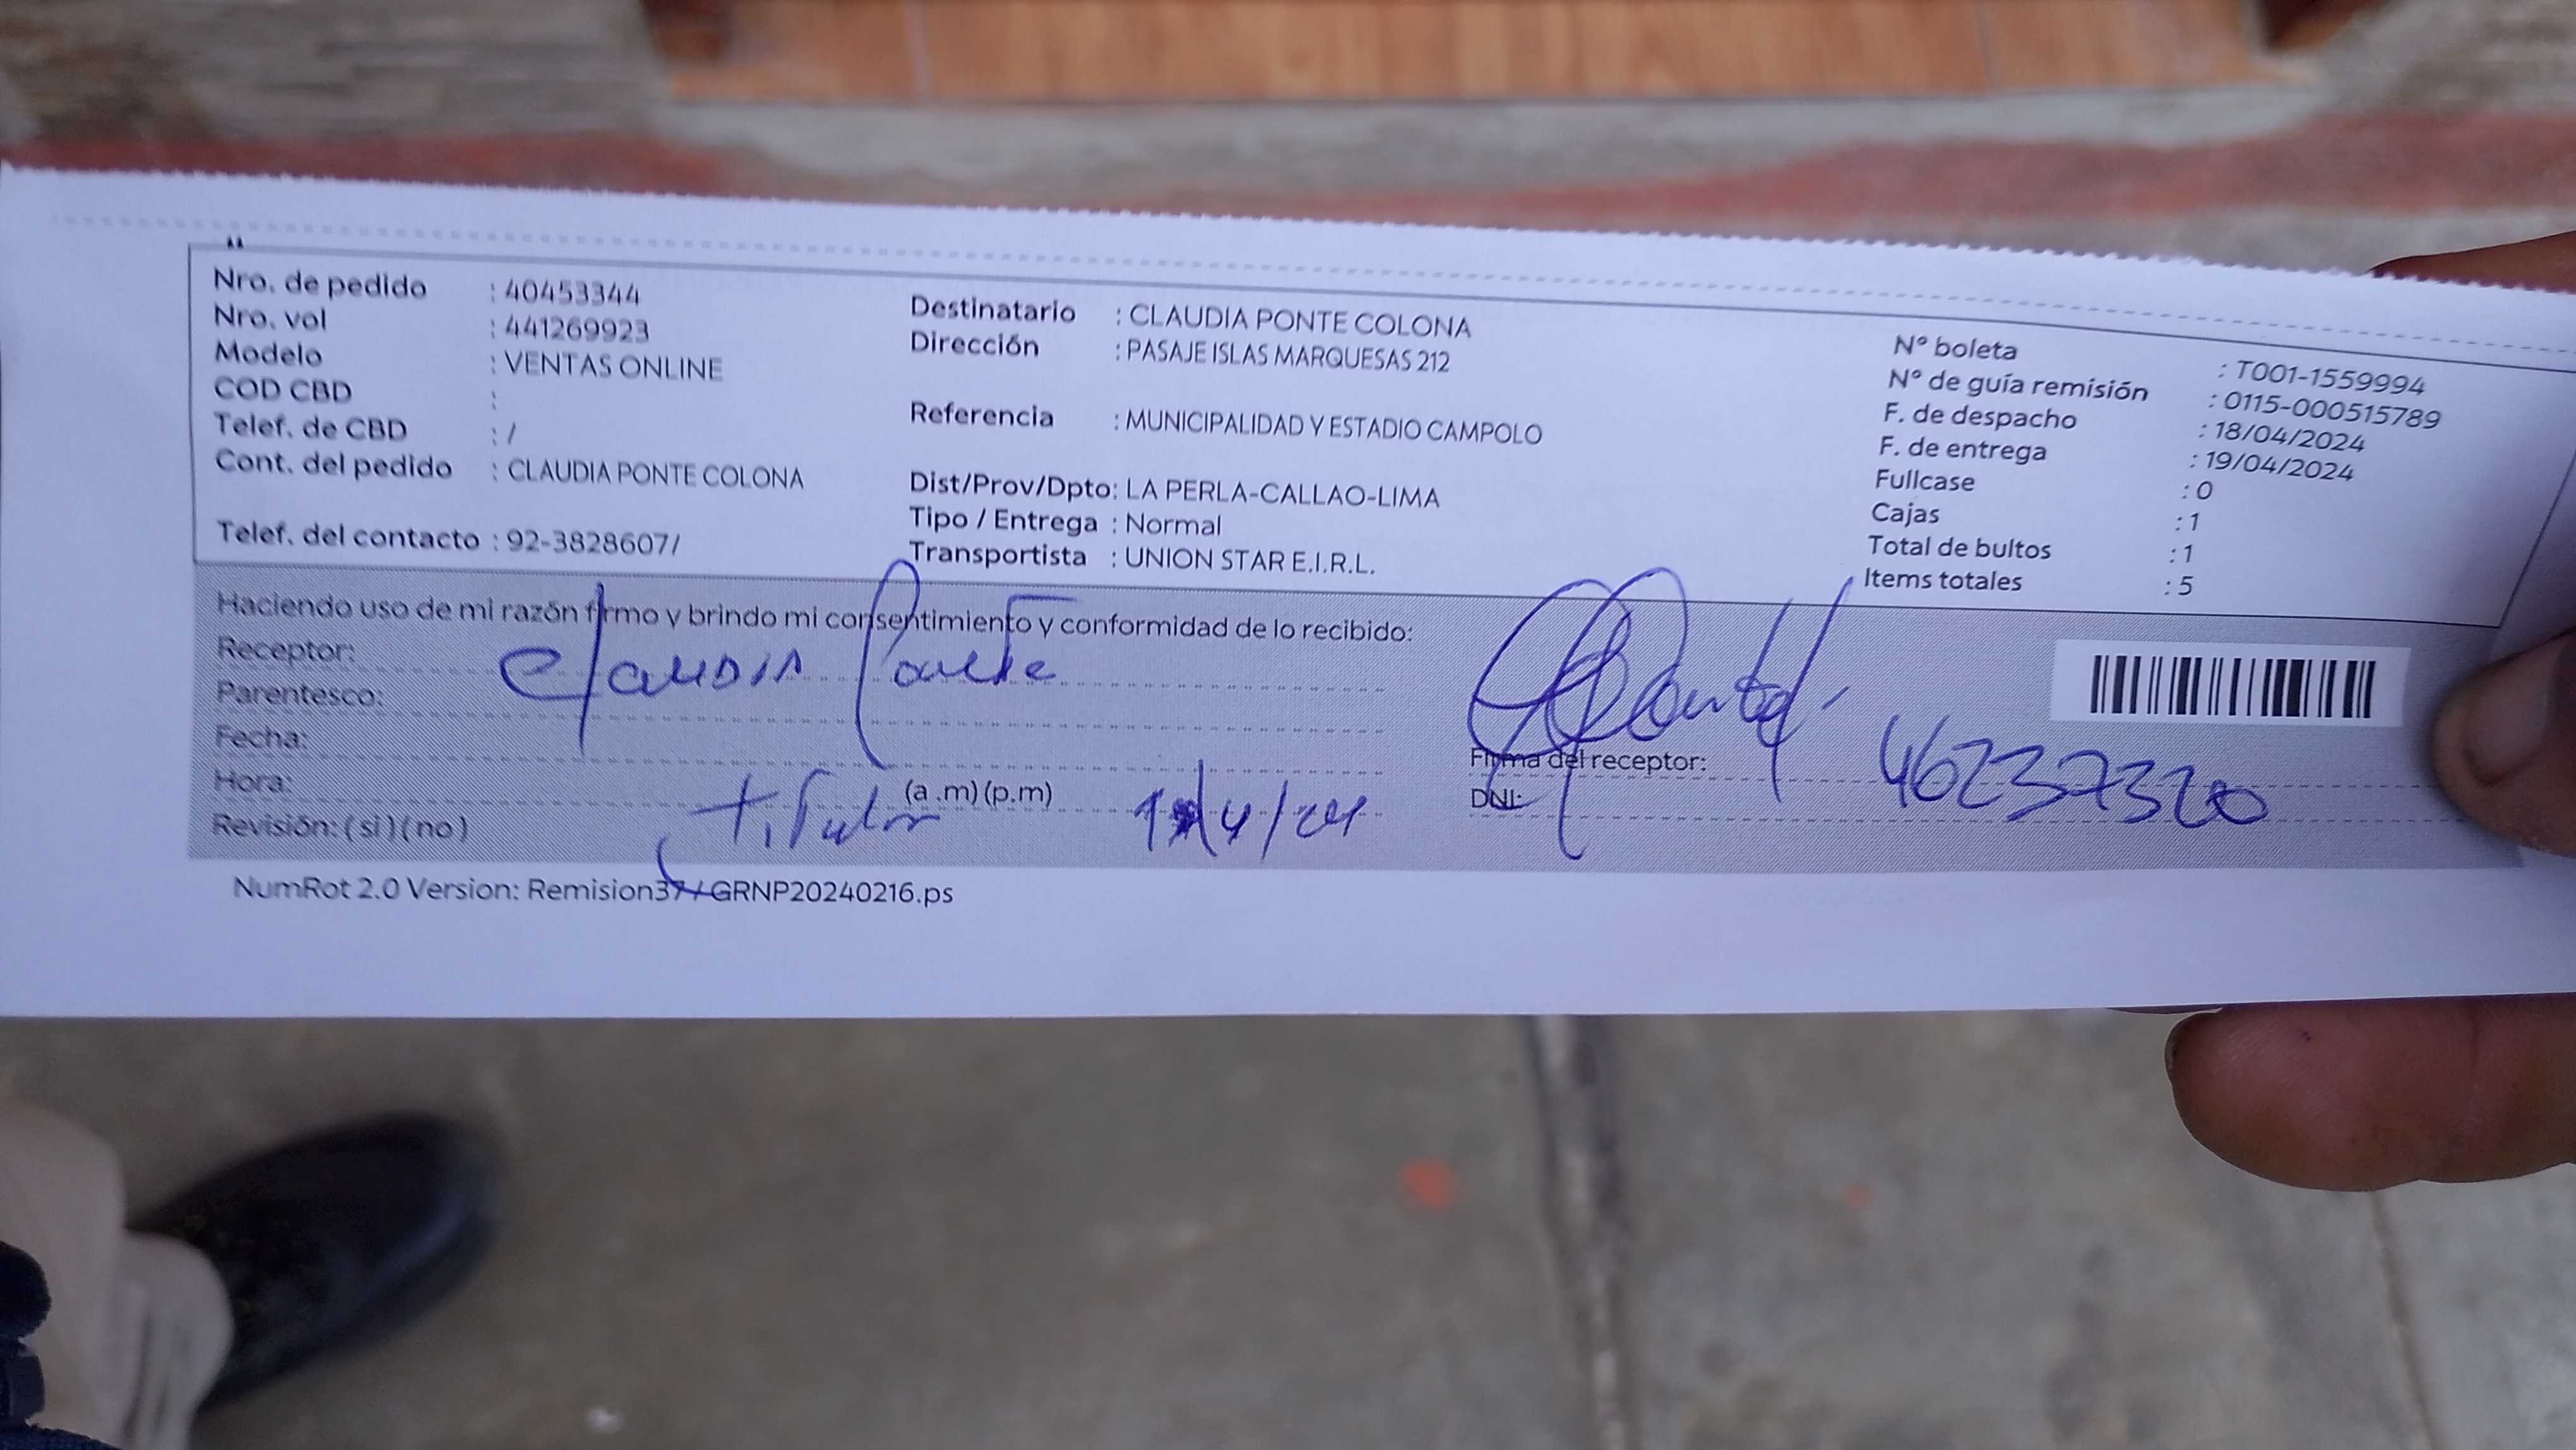 Nro. de pedido : 40453344
Nro. vol : 441269923
Modelo : VENTAS ONLINE
COD CBD :
Telef. de CBD : /
Cont. del pedido : CLAUDIA PONTE COLONA
Telef. del contacto : 92-3828607/
Destinatario : CLAUDIA PONTE COLONA
Dirección : PASAJE ISLAS MARQUESAS 212
Referencia : MUNICIPALIDAD Y ESTADIO CAMPOLO
Dist/Prov/Dpto: LA PERLA-CALLAO-LIMA
Tipo / Entrega : Normal
Transportista : UNION STAR E.I.R.L.
N° boleta : T001-1559994
N° de guía remisión : 0115-000515789
F. de despacho : 18/04/2024
F. de entrega : 19/04/2024
Fullcase : 0
Cajas : 1
Total de bultos : 1
Items totales : 5
Haciendo uso de mi razón firmo y brindo mi consentimiento y conformidad de lo recibido:
Receptor: Claudia Ponte
Parentesco:
Fecha:
Hora: (a .m) (p.m)
Revisión: ( si ) ( no )
titular
Firma del receptor:
DNI: 46237320
NumRot 2.0 Version: Remision37 / GRNP20240216.ps